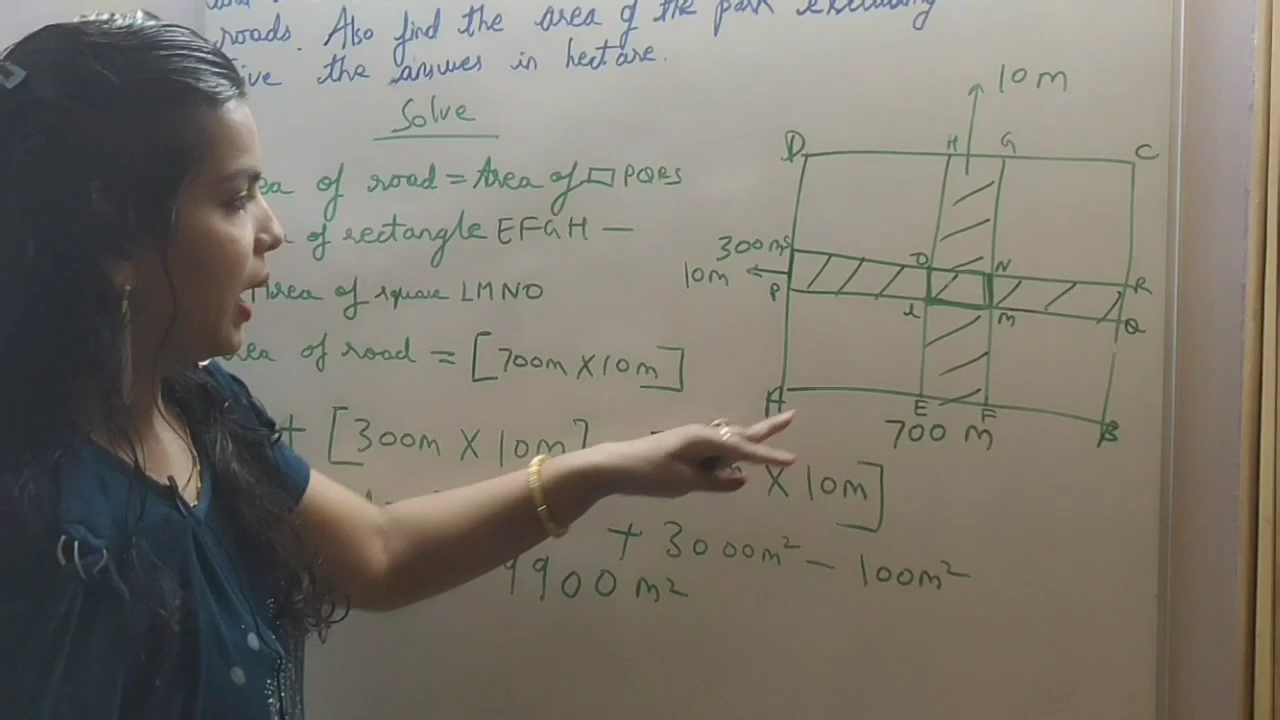 roads. Also find the area of the park excluding
the answer in hectare.
Solve
of road = Area of □ PQRS
of rectangle EFGH —
Area of square LMNO
of road = [700m X 10m]
+ [300m X 10m]
X 10m]
+ 3000m² — 100m²
9900 m²
10m
D H G C
300m S
10m
O N R
P L M Q
A E F B
700 m